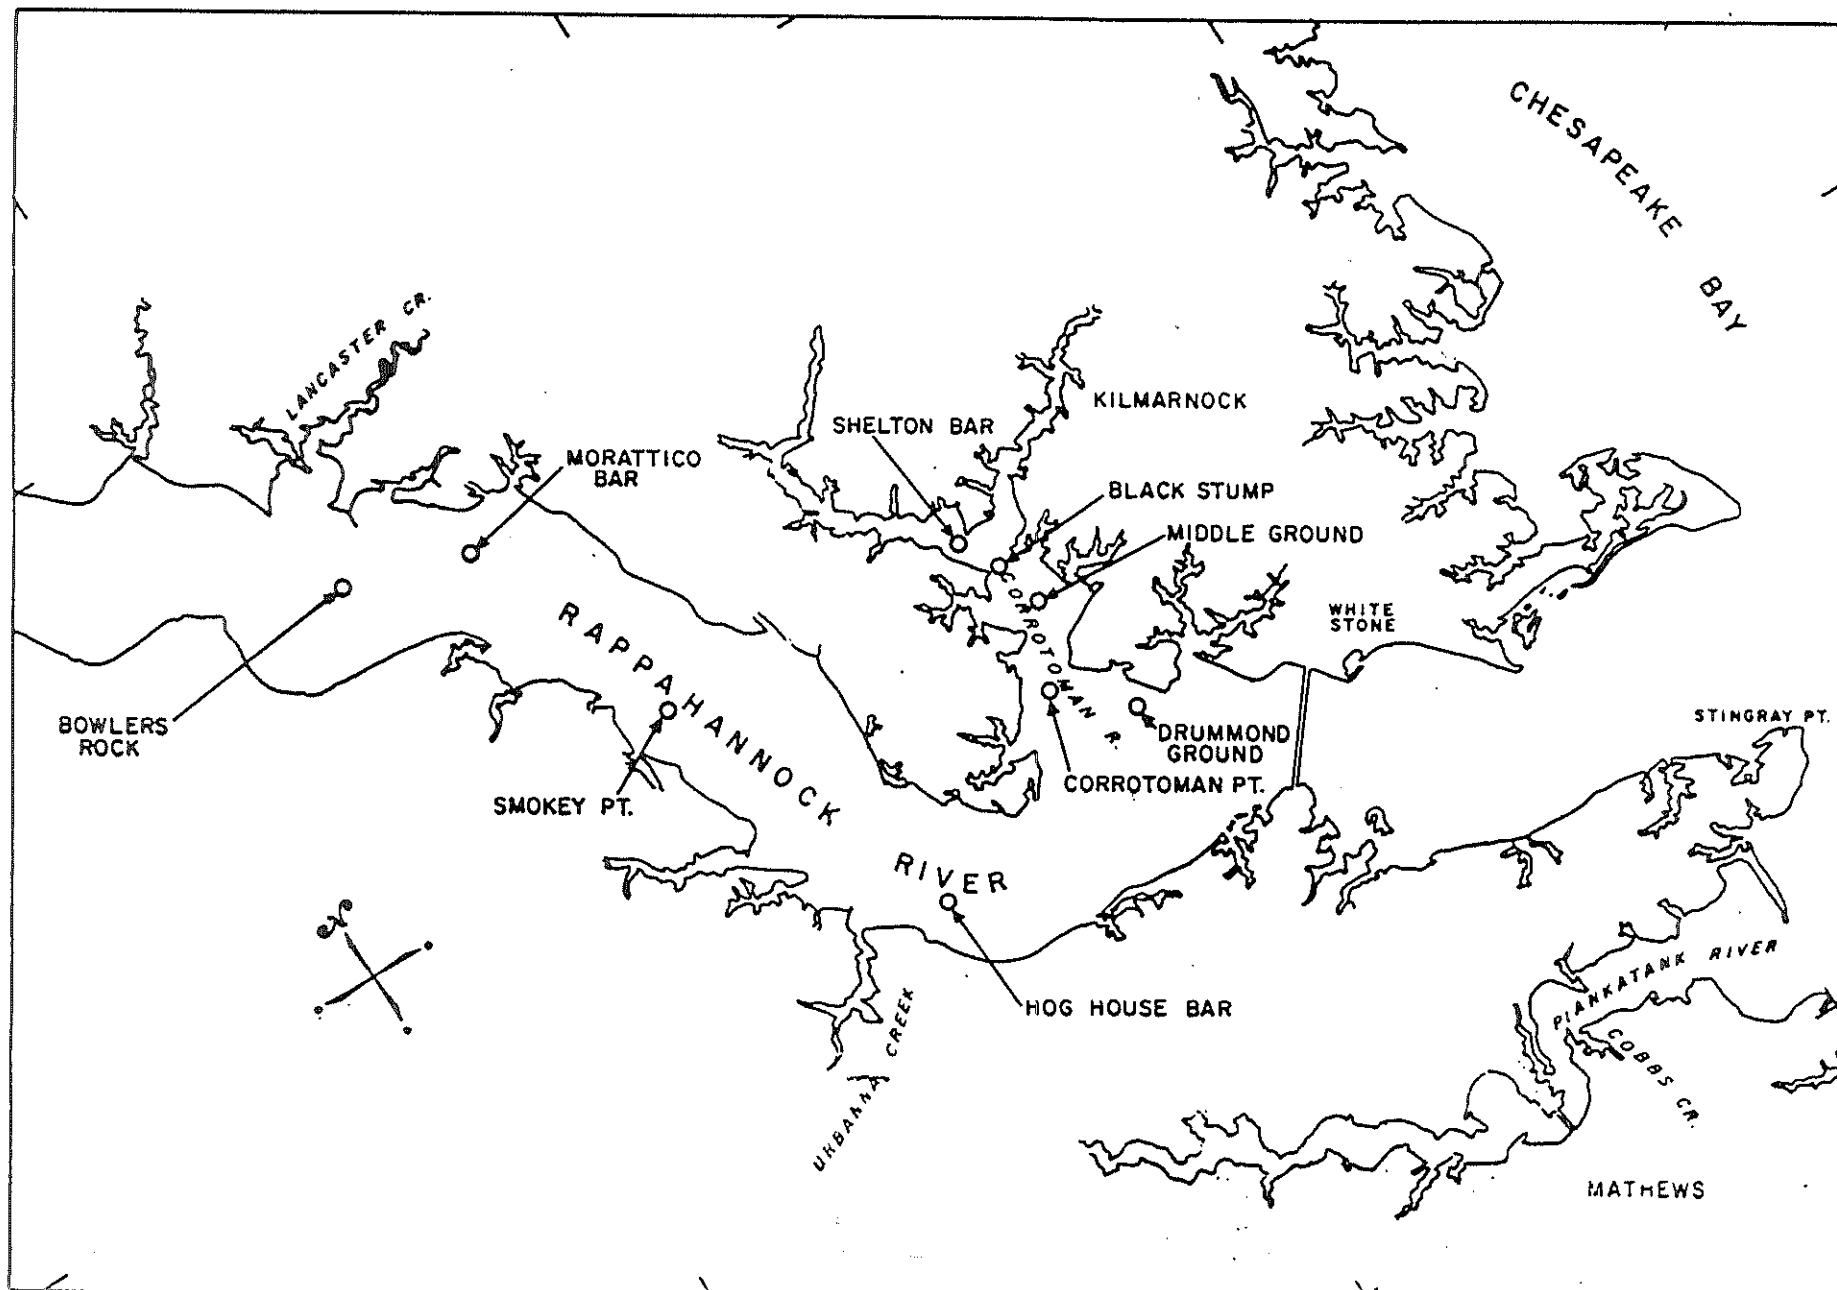 CHESAPEAKE BAY
LANCASTER CR.
KILMARNOCK
SHELTON BAR
MORATTICO
BAR
BLACK STUMP
MIDDLE GROUND
CORROTOMAN R.
WHITE
STONE
RAPPAHANNOCK RIVER
BOWLERS
ROCK
SMOKEY PT.
DRUMMOND
GROUND
CORROTOMAN PT.
STINGRAY PT.
N
HOG HOUSE BAR
URBANNA CREEK
PIANKATANK RIVER
COBBS CR.
MATHEWS